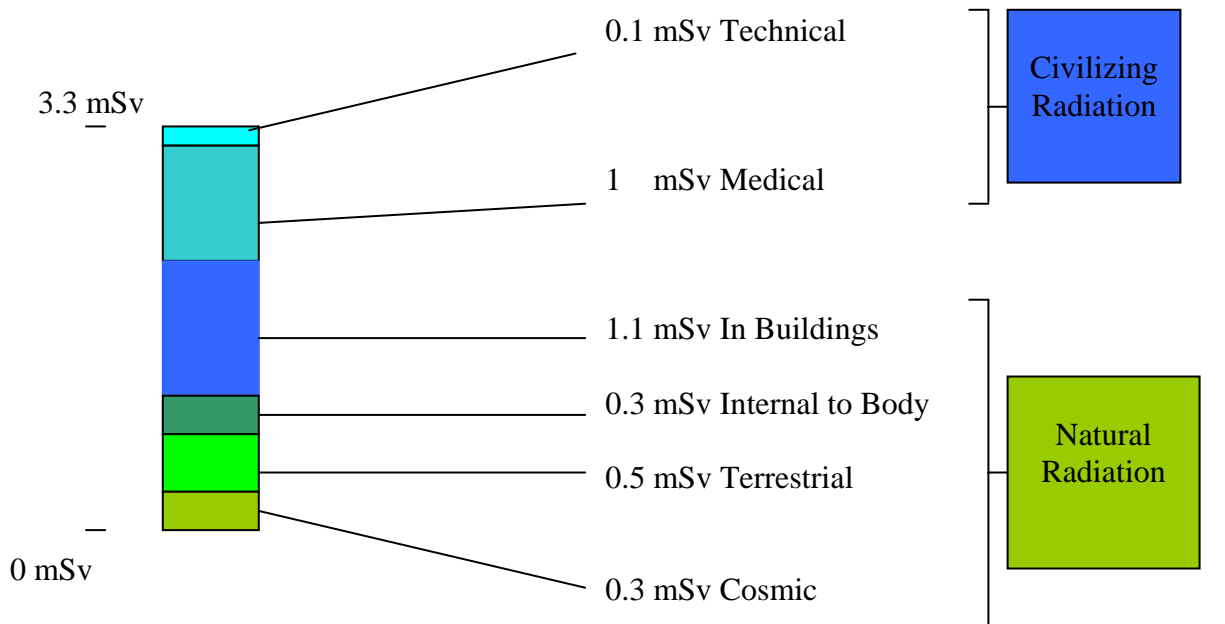 0.1 mSv Technical
Civilizing
Radiation
3.3 mSv
1 mSv Medical
1.1 mSv In Buildings
0.3 mSv Internal to Body
Natural
Radiation
0.5 mSv Terrestrial
0 mSv
0.3 mSv Cosmic